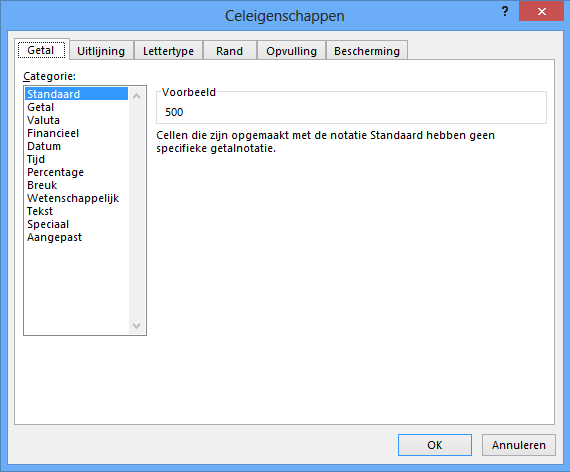 Celeigenschappen
?
Getal Uitlijning Lettertype Rand Opvulling Bescherming
Categorie:
Standaard
Getal
Valuta
Financieel
Datum
Tijd
Percentage
Breuk
Wetenschappelijk
Tekst
Speciaal
Aangepast
Voorbeeld
500
Cellen die zijn opgemaakt met de notatie Standaard hebben geen
specifieke getalnotatie.
OK Annuleren